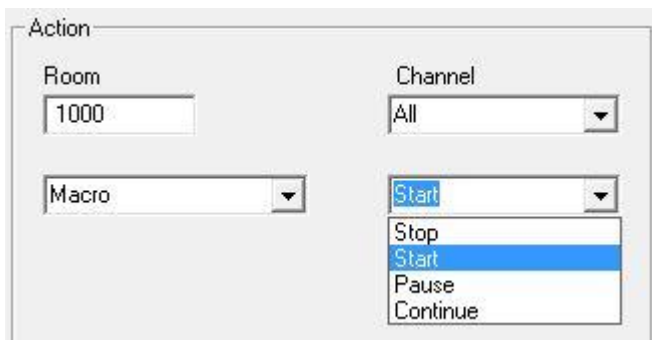 Action
Room Channel
1000 All
Macro Start
Stop
Start
Pause
Continue